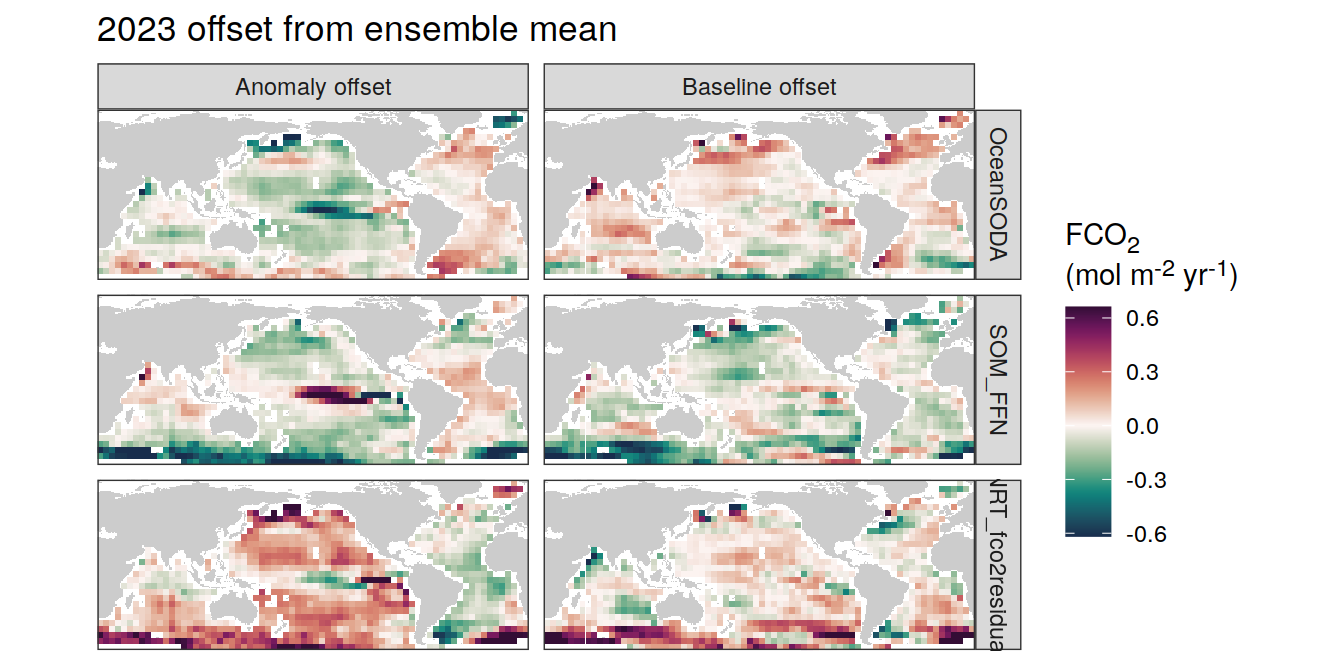 2023 offset from ensemble mean
Anomaly offset
Baseline offset
OceanSODA
SOM_FFN
NRT_fco2residua
FCO2
(mol m-2 yr-1)
0.6
0.3
0.0
-0.3
-0.6